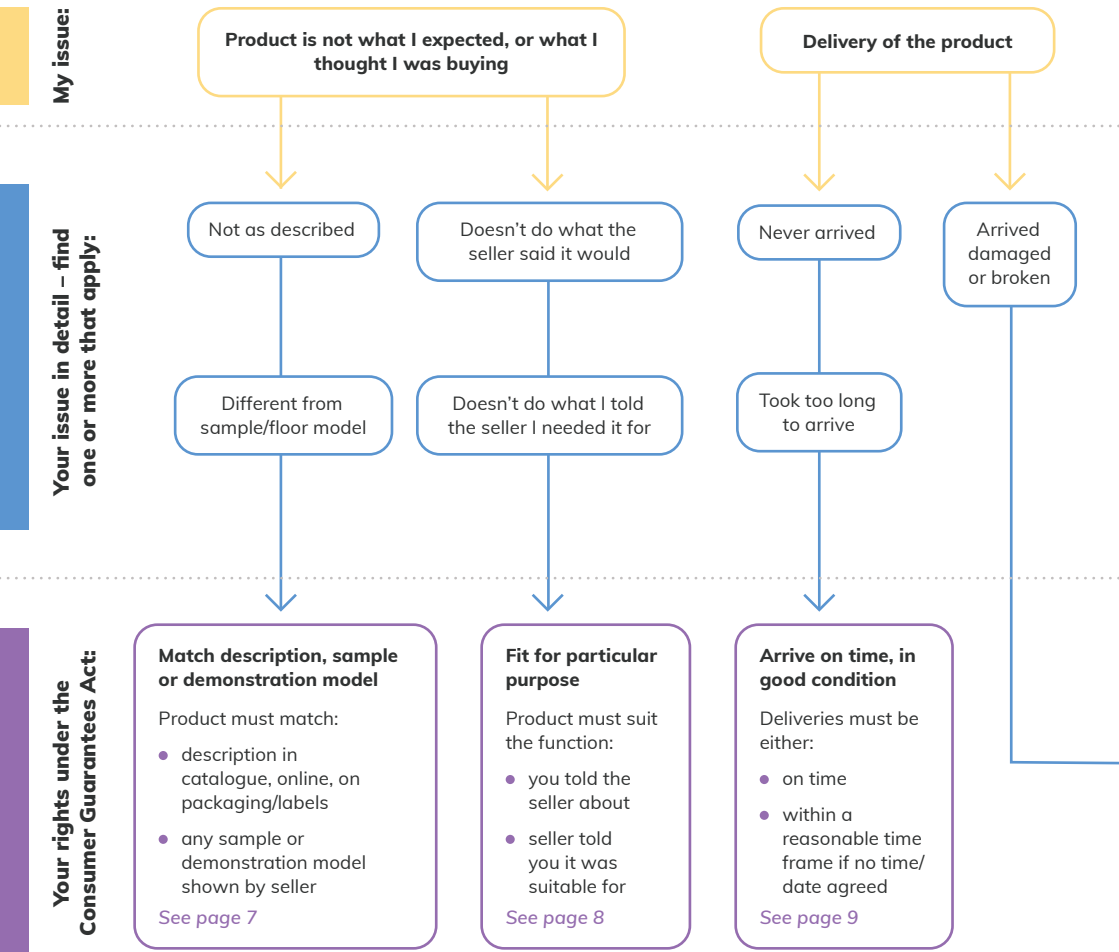 My issue:
Product is not what I expected, or what I
thought I was buying
Delivery of the product
Your issue in detail – find
one or more that apply:
Not as described
Doesn’t do what the
seller said it would
Never arrived
Arrived
damaged
or broken
Different from
sample/floor model
Doesn’t do what I told
the seller I needed it for
Took too long
to arrive
Your rights under the
Consumer Guarantees Act:
Match description, sample
or demonstration model
Product must match:
• description in
catalogue, online, on
packaging/labels
• any sample or
demonstration model
shown by seller
See page 7
Fit for particular
purpose
Product must suit
the function:
• you told the
seller about
• seller told
you it was
suitable for
See page 8
Arrive on time, in
good condition
Deliveries must be
either:
• on time
• within a
reasonable time
frame if no time/
date agreed
See page 9